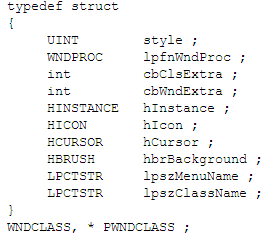 typedef struct
{
UINT style ;
WNDPROC lpfnWndProc ;
int cbClsExtra ;
int cbWndExtra ;
HINSTANCE hInstance ;
HICON hIcon ;
HCURSOR hCursor ;
HBRUSH hbrBackground ;
LPCTSTR lpszMenuName ;
LPCTSTR lpszClassName ;
}
WNDCLASS, * PWNDCLASS ;